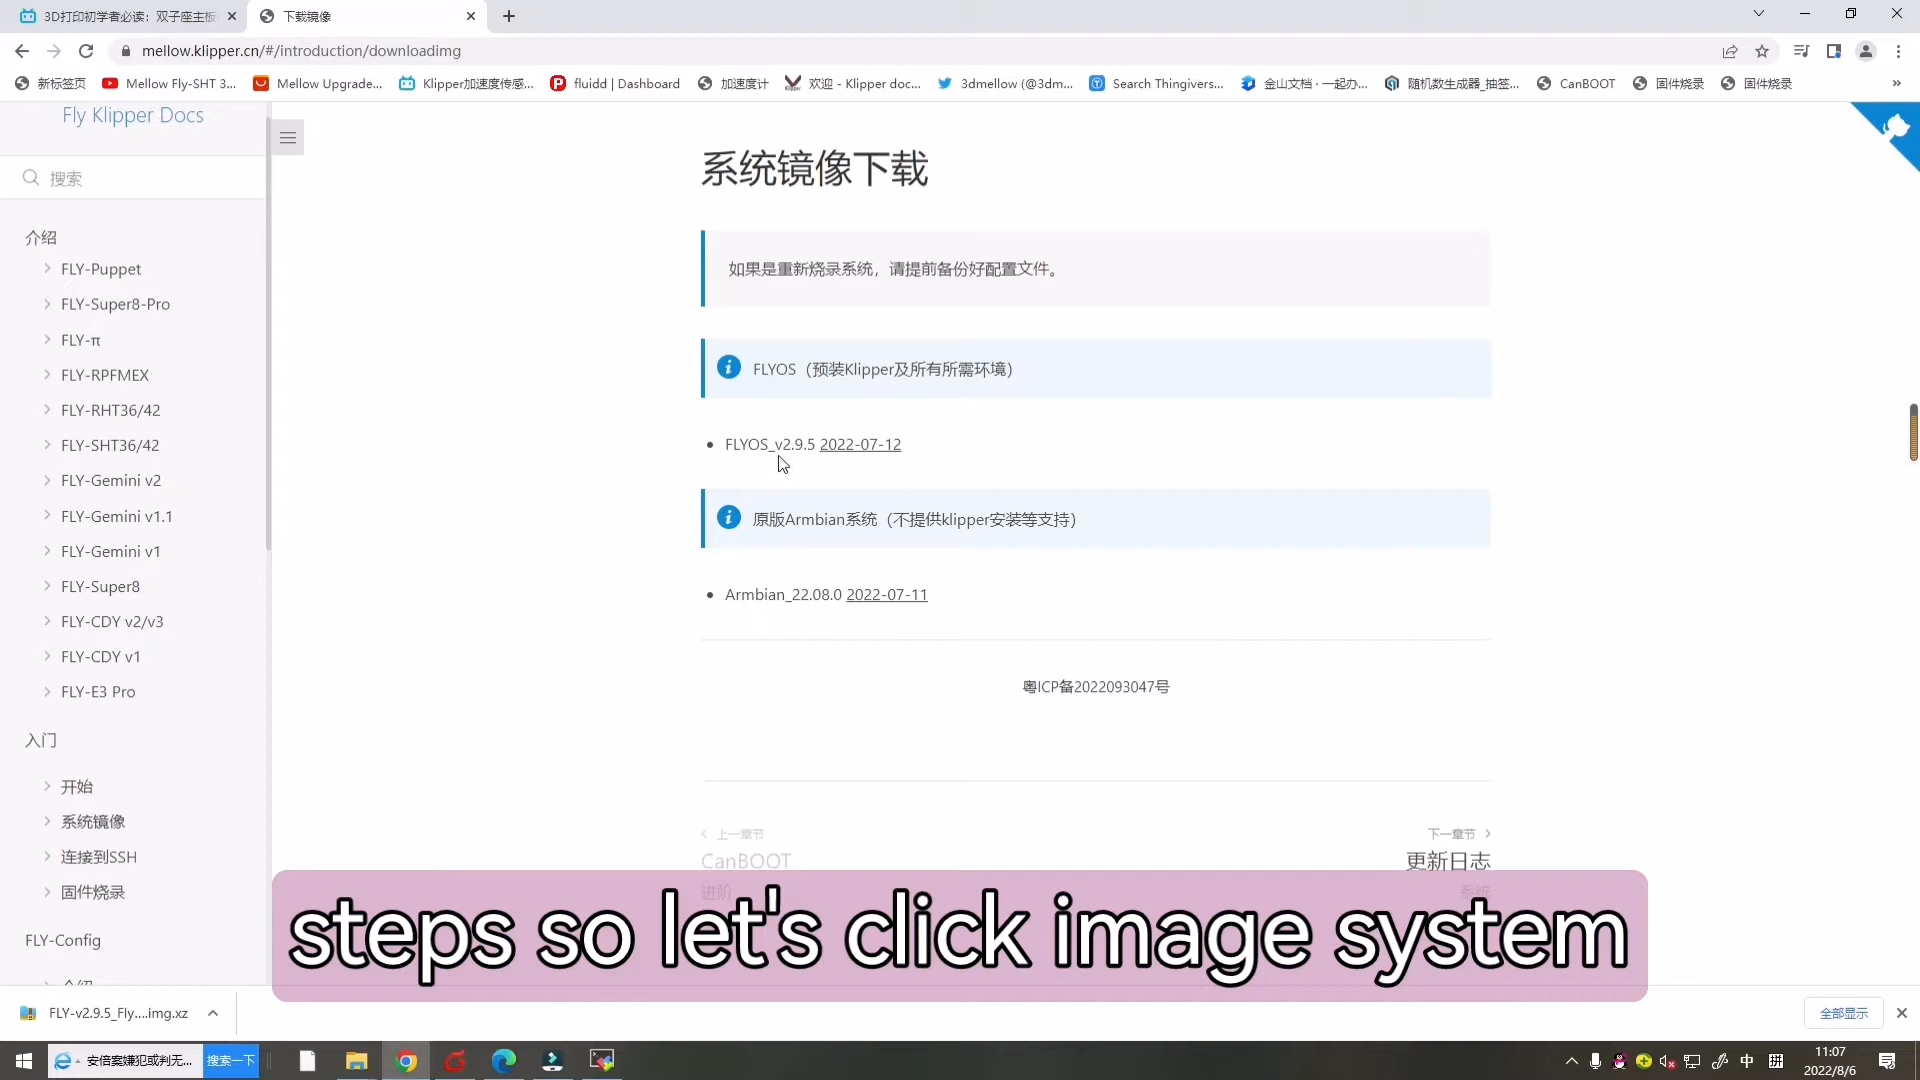 3D打印初学者必读：双子座主板
下载镜像
mellow.klipper.cn/#/introduction/downloadimg
新标签页
Mellow Fly-SHT 3...
Mellow Upgrade...
Klipper加速度传感...
fluidd | Dashboard
加速度计
欢迎 - Klipper doc...
3dmellow (@3dm...
Search Thingivers...
金山文档 · 一起办...
随机数生成器_抽签...
CanBOOT
固件烧录
固件烧录
»
Fly Klipper Docs
搜索
介绍
FLY-Puppet
FLY-Super8-Pro
FLY-π
FLY-RPFMEX
FLY-RHT36/42
FLY-SHT36/42
FLY-Gemini v2
FLY-Gemini v1.1
FLY-Gemini v1
FLY-Super8
FLY-CDY v2/v3
FLY-CDY v1
FLY-E3 Pro
入门
开始
系统镜像
连接到SSH
固件烧录
FLY-Config
系统镜像下载
如果是重新烧录系统，请提前备份好配置文件。
FLYOS（预装Klipper及所有所需环境）
FLYOS_v2.9.5 2022-07-12
原版Armbian系统（不提供klipper安装等支持）
Armbian_22.08.0 2022-07-11
粤ICP备2022093047号
上一章节
CanBOOT
进阶
下一章节
更新日志
系统
steps so let's click image system
FLY-v2.9.5_Fly....img.xz
全部显示
安倍案嫌犯或判无...
搜索一下
中
拼
11:07
2022/8/6